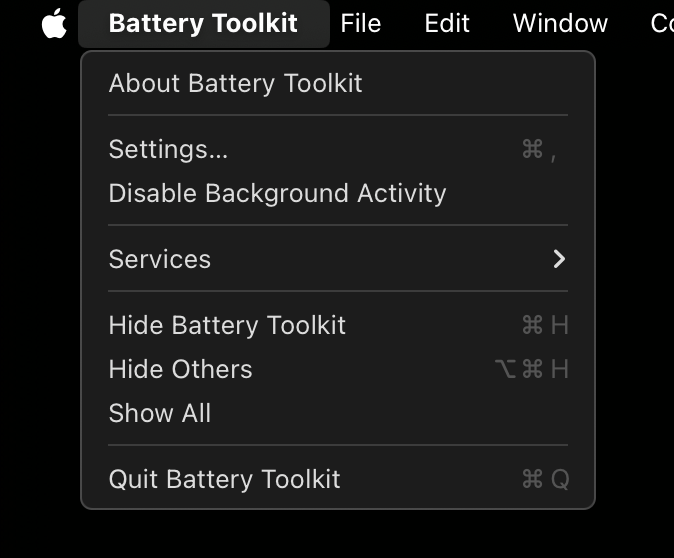 Battery Toolkit File Edit Window
About Battery Toolkit
Settings... ⌘ ,
Disable Background Activity
Services
Hide Battery Toolkit ⌘ H
Hide Others ⌥ ⌘ H
Show All
Quit Battery Toolkit ⌘ Q